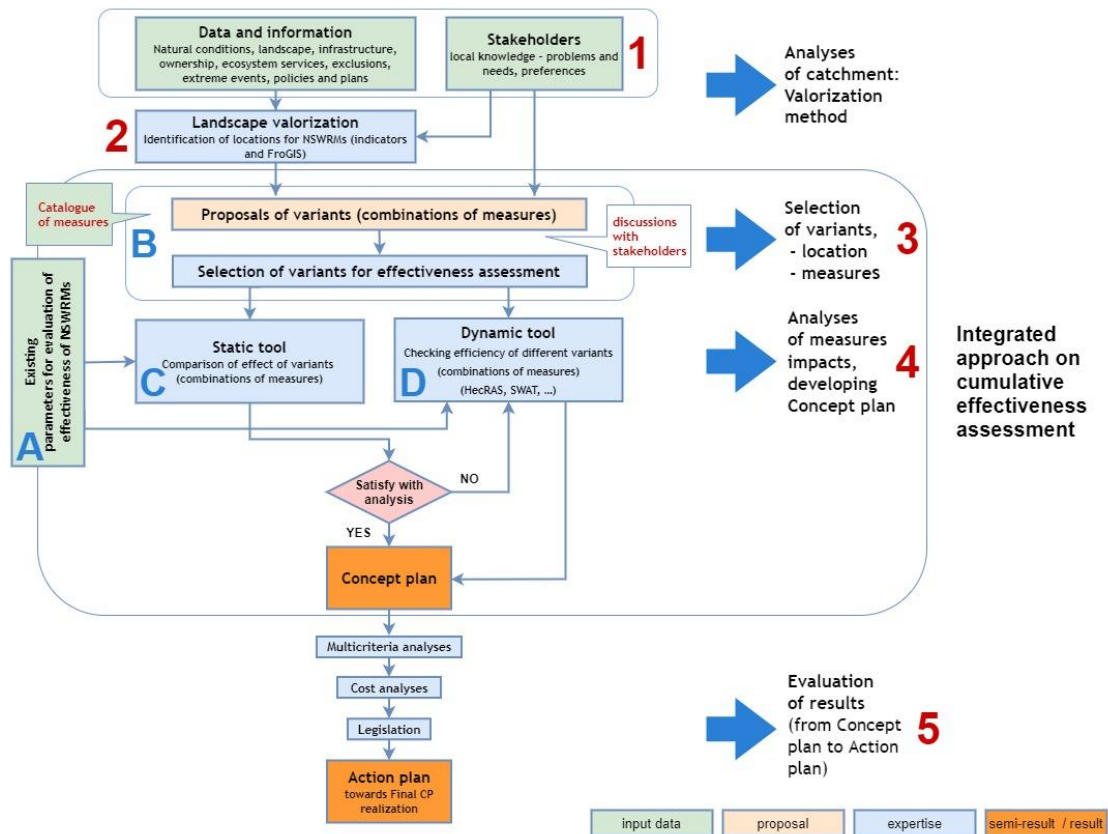 Data and information
Natural conditions, landscape, infrastructure,
ownership, ecosystem services, exclusions,
extreme events, policies and plans
Stakeholders
local knowledge - problems and
needs, preferences
1
Analyses
of catchment:
Valorization
method
2
Landscape valorization
Identification of locations for NSWRMs (indicators
and FroGIS)
Catalogue
of measures
B
Proposals of variants (combinations of measures)
discussions
with
stakeholders
Selection of variants for effectiveness assessment
Selection
of variants,
- location
- measures
3
A
Existing
parameters for evaluation of
effectiveness of NSWRMs
Static tool
Comparison of effect of variants
(combinations of measures)
C
Dynamic tool
Checking efficiency of different variants
(combinations of measures)
(HecRAS, SWAT, ...)
D
Analyses
of measures
impacts,
developing
Concept plan
4
Integrated
approach on
cumulative
effectiveness
assessment
Satisfy with
analysis
NO
YES
Concept plan
Multicriteria analyses
Cost analyses
Legislation
Action plan
towards Final CP
realization
Evaluation
of results
(from Concept
plan to Action
plan)
5
input data
proposal
expertise
semi-result / result